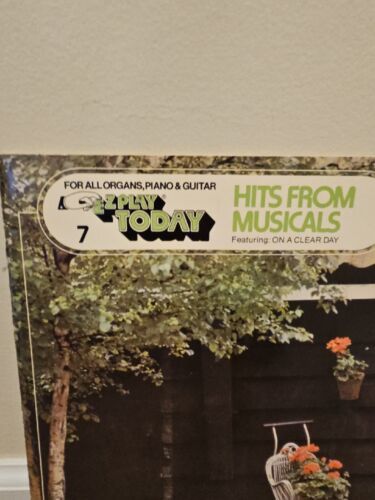 FOR ALL ORGANS, PIANO & GUITAR
E-Z PLAY
TODAY
7
HITS FROM
MUSICALS
Featuring: ON A CLEAR DAY